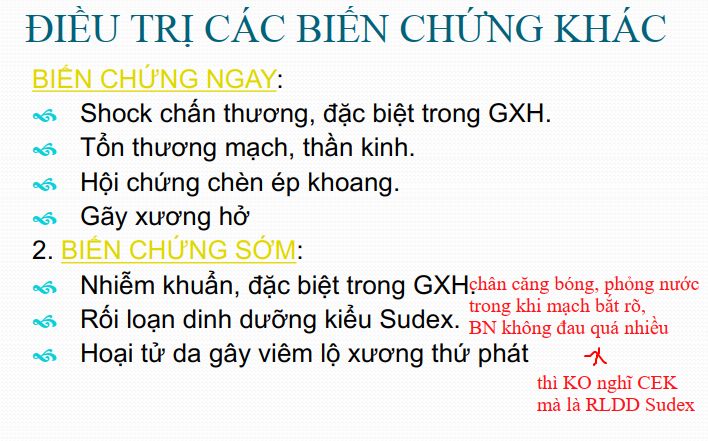 ĐIỀU TRỊ CÁC BIẾN CHỨNG KHÁC
BIẾN CHỨNG NGAY:
Shock chấn thương, đặc biệt trong GXH.
Tổn thương mạch, thần kinh.
Hội chứng chèn ép khoang.
Gãy xương hở
2. BIẾN CHỨNG SỚM:
Nhiễm khuẩn, đặc biệt trong GXH.
chân căng bóng, phỏng nước
trong khi mạch bắt rõ,
BN không đau quá nhiều
Rối loạn dinh dưỡng kiểu Sudex.
Hoại tử da gây viêm lộ xương thứ phát
thì KO nghĩ CEK
mà là RLDD Sudex